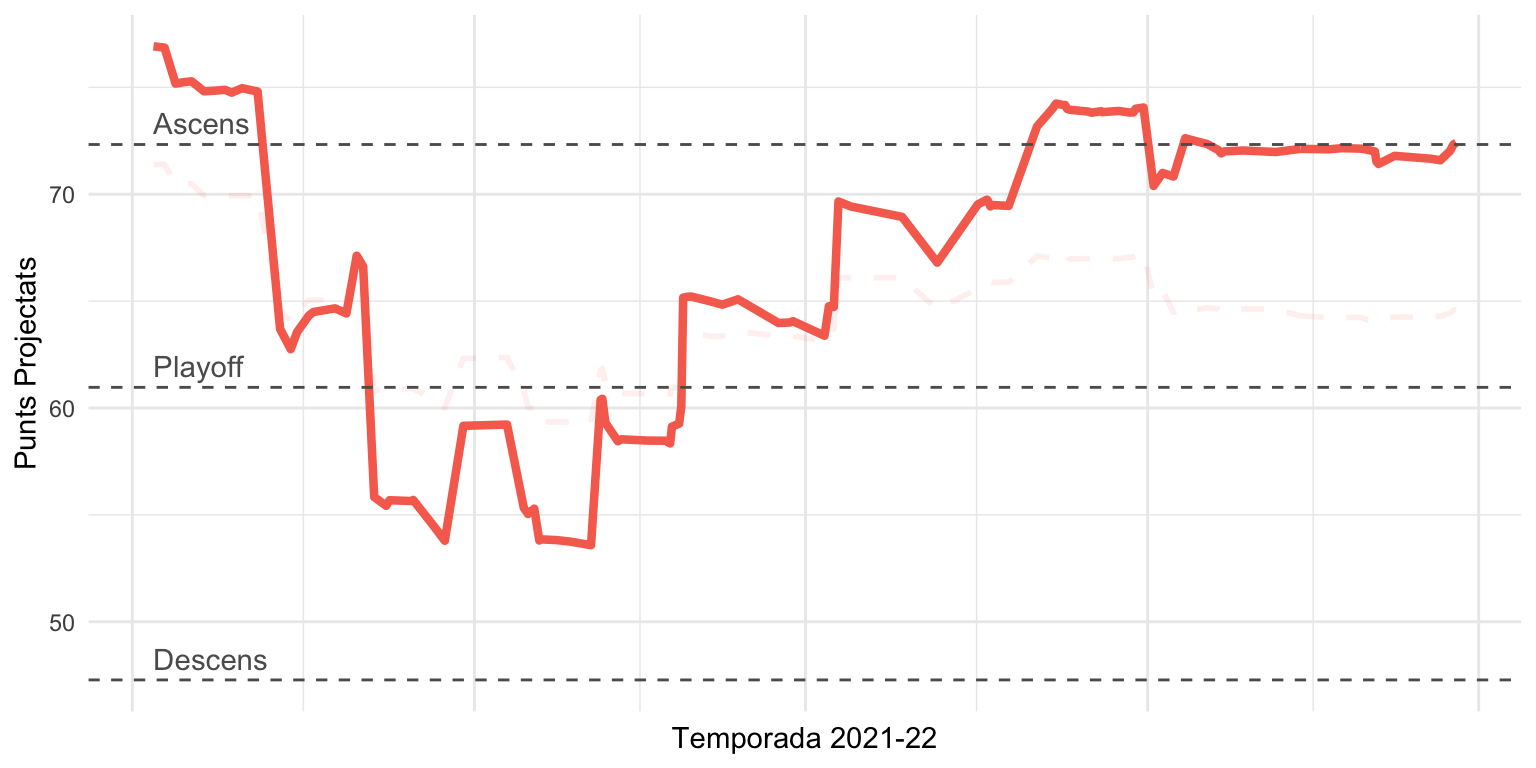 Ascens
70
Playoff
60
50
Descens
Punts Projectats
Temporada 2021-22